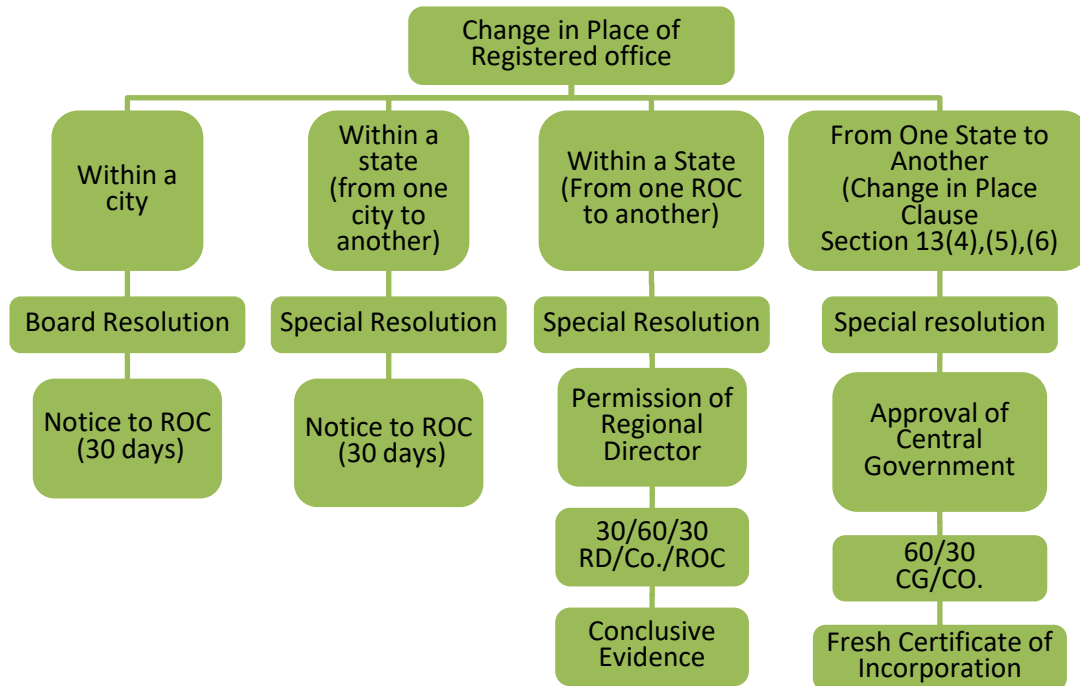 Change in Place of
Registered office
Within a
city
Within a
state
(from one
city to
another)
Within a State
(From one ROC
to another)
From One State to
Another
(Change in Place
Clause
Section 13(4),(5),(6)
Board Resolution
Special Resolution
Special Resolution
Special resolution
Notice to ROC
(30 days)
Notice to ROC
(30 days)
Permission of
Regional
Director
Approval of
Central
Government
30/60/30
RD/Co./ROC
60/30
CG/CO.
Conclusive
Evidence
Fresh Certificate of
Incorporation